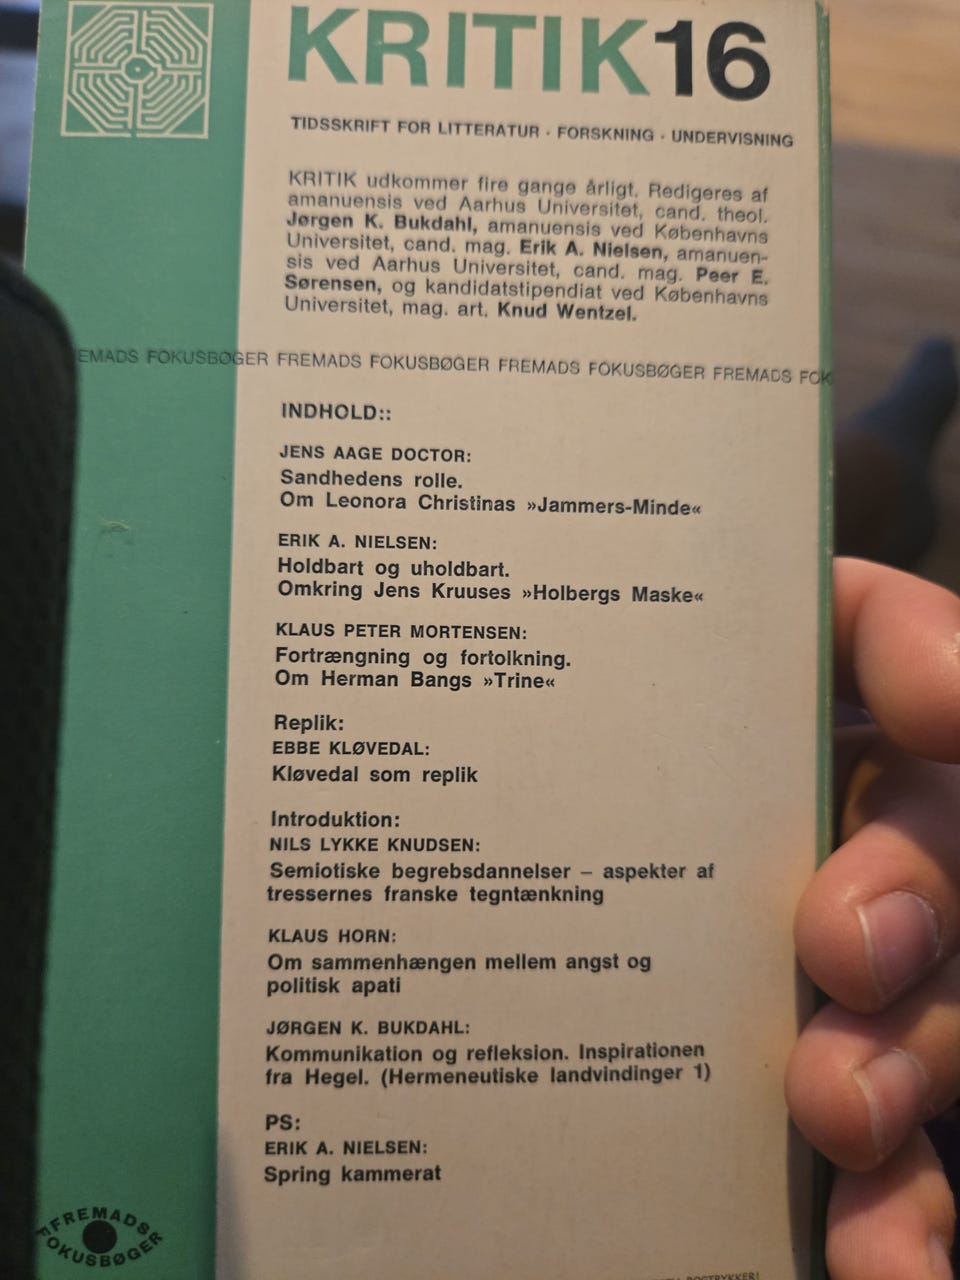 KRITIK16
TIDSSKRIFT FOR LITTERATUR · FORSKNING · UNDERVISNING
KRITIK udkommer fire gange årligt. Redigeres af
amanuensis ved Aarhus Universitet, cand. theol.
Jørgen K. Bukdahl, amanuensis ved Københavns
Universitet, cand. mag. Erik A. Nielsen, amanuen-
sis ved Aarhus Universitet, cand. mag. Peer E.
Sørensen, og kandidatstipendiat ved Københavns
Universitet, mag. art. Knud Wentzel.
EMADS FOKUSBØGER FREMADS FOKUSBØGER FREMADS FOKUSBØGER FREMADS FOK
INDHOLD::
JENS AAGE DOCTOR:
Sandhedens rolle.
Om Leonora Christinas »Jammers-Minde«
ERIK A. NIELSEN:
Holdbart og uholdbart.
Omkring Jens Kruuses »Holbergs Maske«
KLAUS PETER MORTENSEN:
Fortrængning og fortolkning.
Om Herman Bangs »Trine«
Replik:
EBBE KLØVEDAL:
Kløvedal som replik
Introduktion:
NILS LYKKE KNUDSEN:
Semiotiske begrebsdannelser – aspekter af
tressernes franske tegntænkning
KLAUS HORN:
Om sammenhængen mellem angst og
politisk apati
JØRGEN K. BUKDAHL:
Kommunikation og refleksion. Inspirationen
fra Hegel. (Hermeneutiske landvindinger 1)
PS:
ERIK A. NIELSEN:
Spring kammerat
FREMADS
FOKUSBØGER